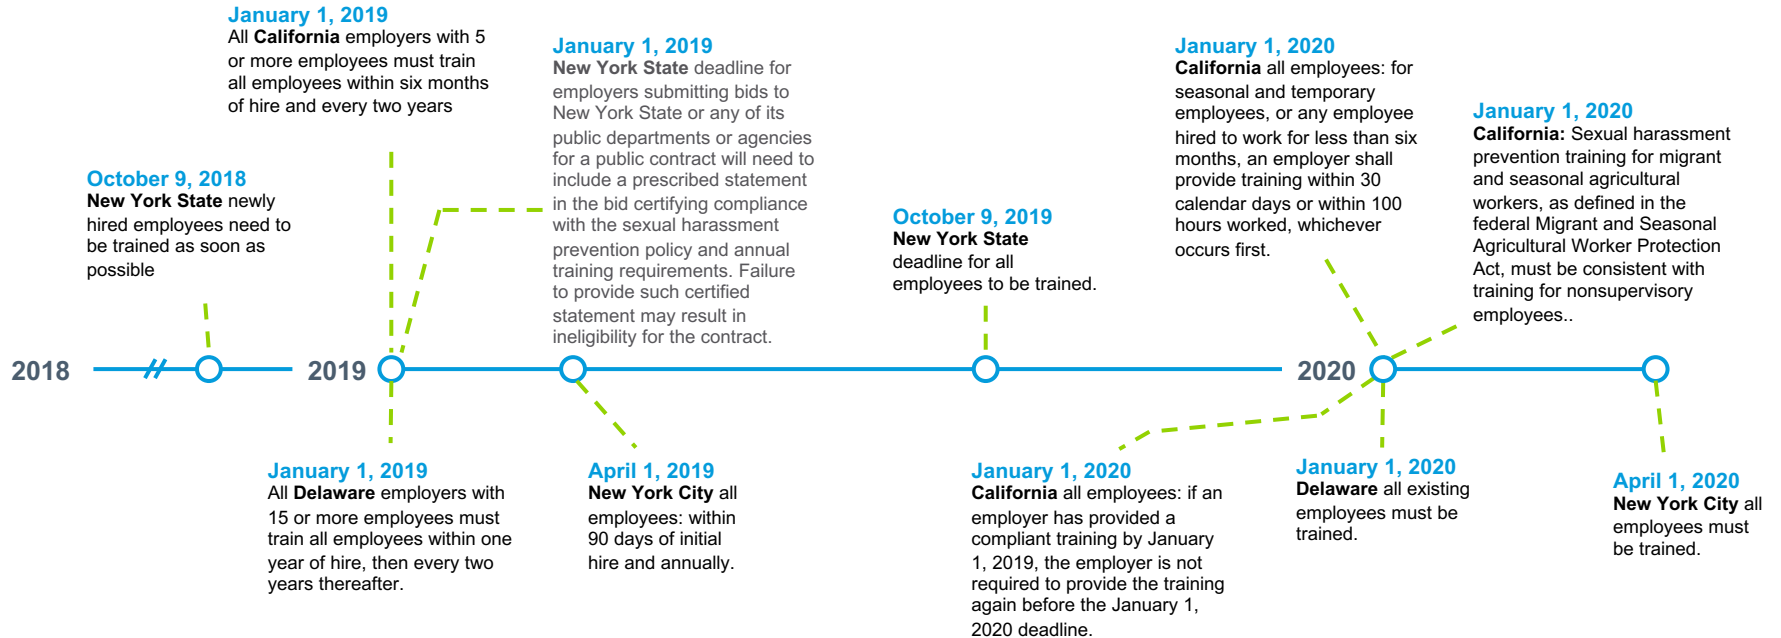 January 1, 2019
All California employers with 5
or more employees must train
all employees within six months
of hire and every two years
January 1, 2019
New York State deadline for
employers submitting bids to
New York State or any of its
public departments or agencies
for a public contract will need to
include a prescribed statement
in the bid certifying compliance
with the sexual harassment
prevention policy and annual
training requirements. Failure
to provide such certified
statement may result in
ineligibility for the contract.
January 1, 2020
California all employees: for
seasonal and temporary
employees, or any employee
hired to work for less than six
months, an employer shall
provide training within 30
calendar days or within 100
hours worked, whichever
occurs first.
January 1, 2020
California: Sexual harassment
prevention training for migrant
and seasonal agricultural
workers, as defined in the
federal Migrant and Seasonal
Agricultural Worker Protection
Act, must be consistent with
training for nonsupervisory
employees..
October 9, 2018
New York State newly
hired employees need to
be trained as soon as
possible
October 9, 2019
New York State
deadline for all
employees to be trained.
2018
2019
2020
January 1, 2019
All Delaware employers with
15 or more employees must
train all employees within one
year of hire, then every two
years thereafter.
April 1, 2019
New York City all
employees: within
90 days of initial
hire and annually.
January 1, 2020
California all employees: if an
employer has provided a
compliant training by January
1, 2019, the employer is not
required to provide the training
again before the January 1,
2020 deadline.
January 1, 2020
Delaware all existing
employees must be
trained.
April 1, 2020
New York City all
employees must
be trained.